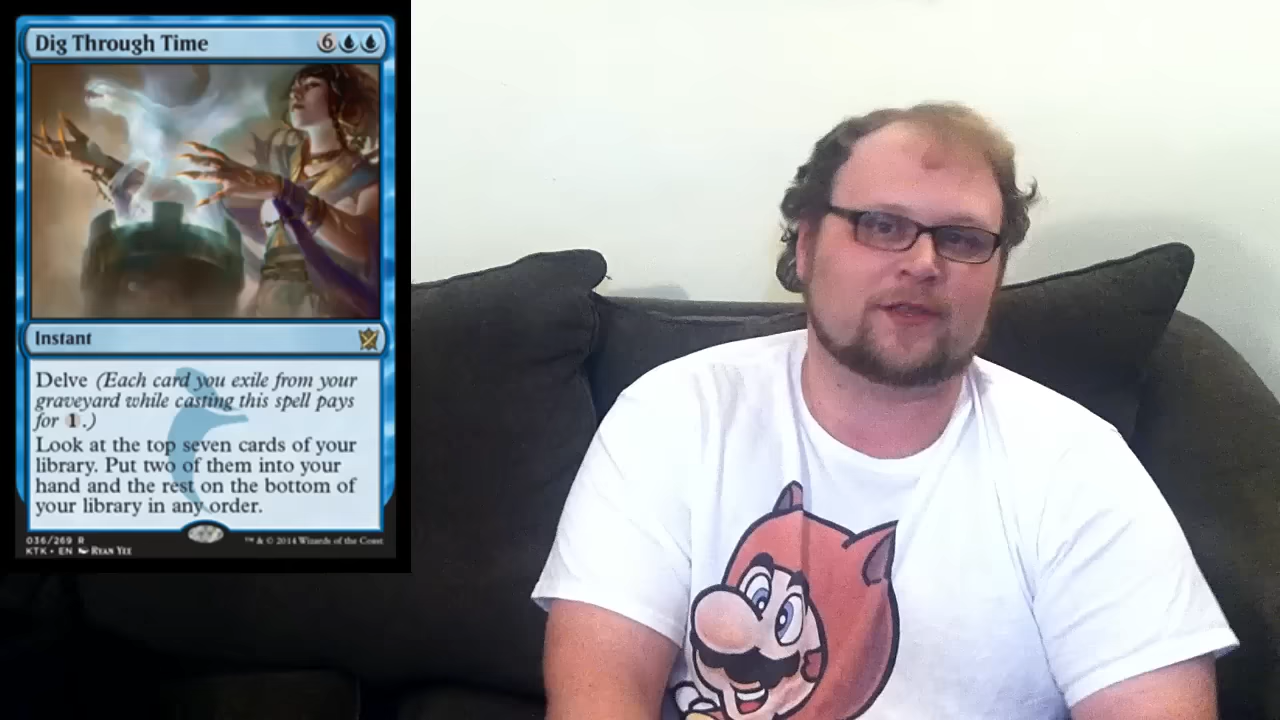 Dig Through Time 6
Instant
Delve (Each card you exile from your
graveyard while casting this spell pays
for 1.)
Look at the top seven cards of your
library. Put two of them into your
hand and the rest on the bottom of
your library in any order.
036/269 R
KTK • EN Ryan Yee
™ & © 2014 Wizards of the Coast